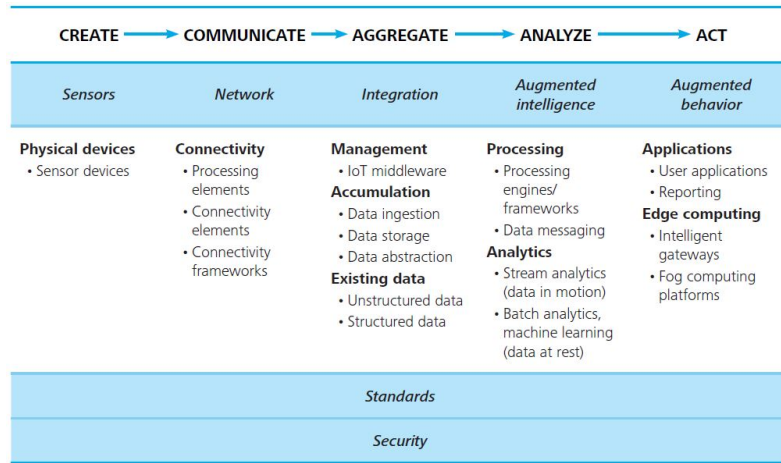 CREATE → COMMUNICATE → AGGREGATE → ANALYZE → ACT
Sensors
Network
Integration
Augmented
intelligence
Augmented
behavior
Physical devices
• Sensor devices
Connectivity
• Processing
elements
• Connectivity
elements
• Connectivity
frameworks
Management
• IoT middleware
Accumulation
• Data ingestion
• Data storage
• Data abstraction
Existing data
• Unstructured data
• Structured data
Processing
• Processing
engines/
frameworks
• Data messaging
Analytics
• Stream analytics
(data in motion)
• Batch analytics,
machine learning
(data at rest)
Applications
• User applications
• Reporting
Edge computing
• Intelligent
gateways
• Fog computing
platforms
Standards
Security